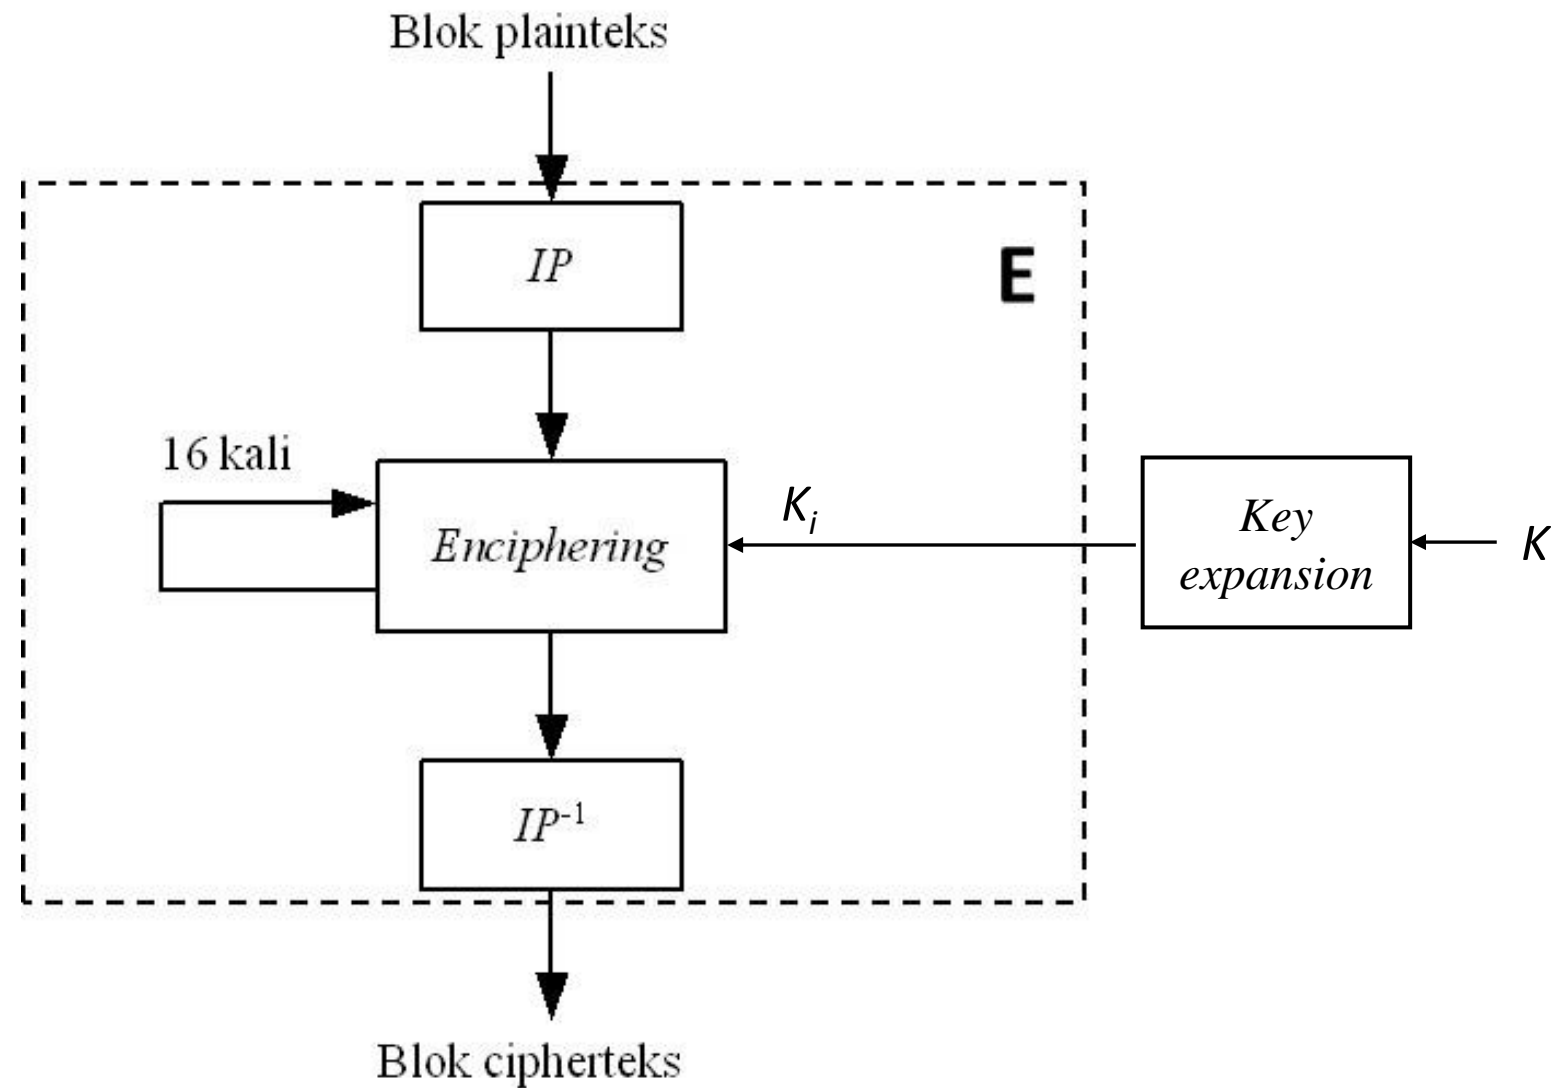 Blok plainteks
IP
E
16 kali
Enciphering
Kᵢ
Key
expansion
K
IP⁻¹
Blok cipherteks